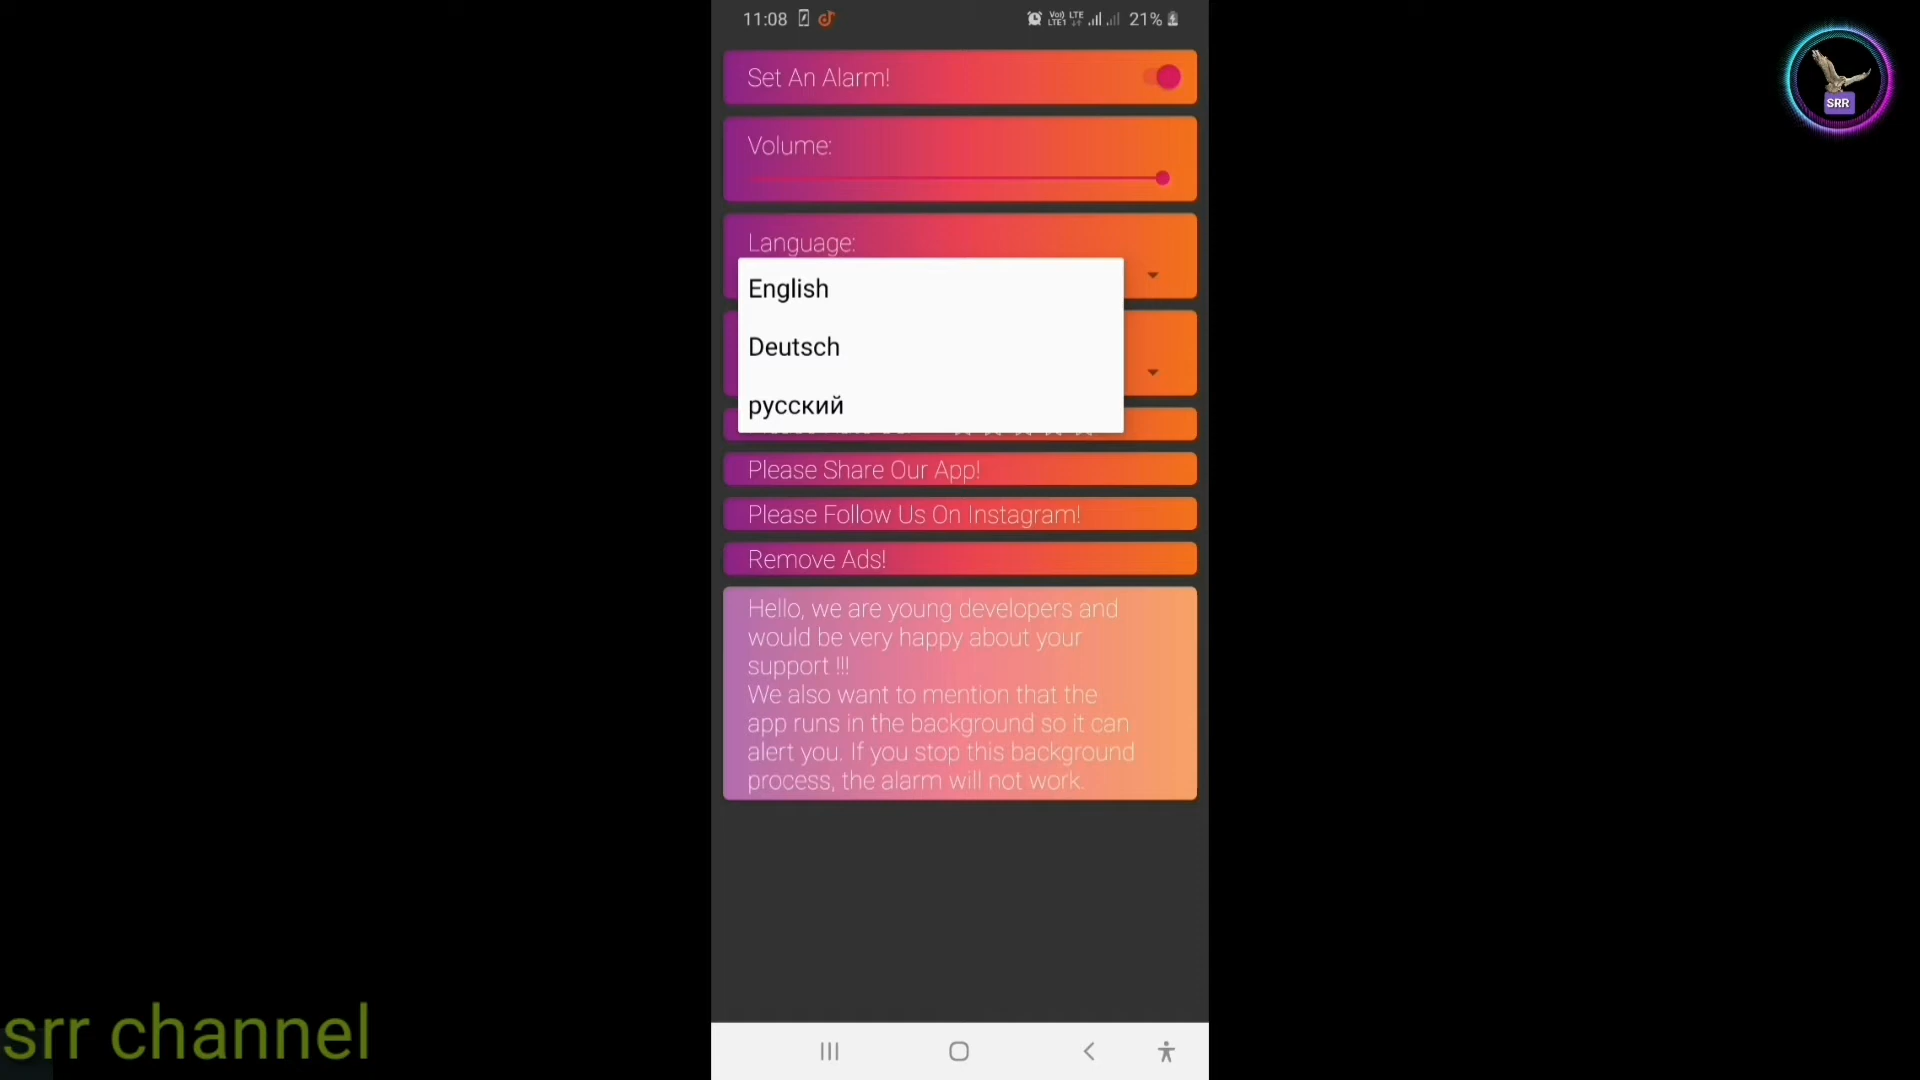 11:08
Vo) LTE
LTE1
21%
Set An Alarm!
SRR
Volume:
Language:
English
Deutsch
русский
Please Share Our App!
Please Follow Us On Instagram!
Remove Ads!
Hello, we are young developers and
would be very happy about your
support !!!
We also want to mention that the
app runs in the background so it can
alert you. If you stop this background
process, the alarm will not work.
srr channel